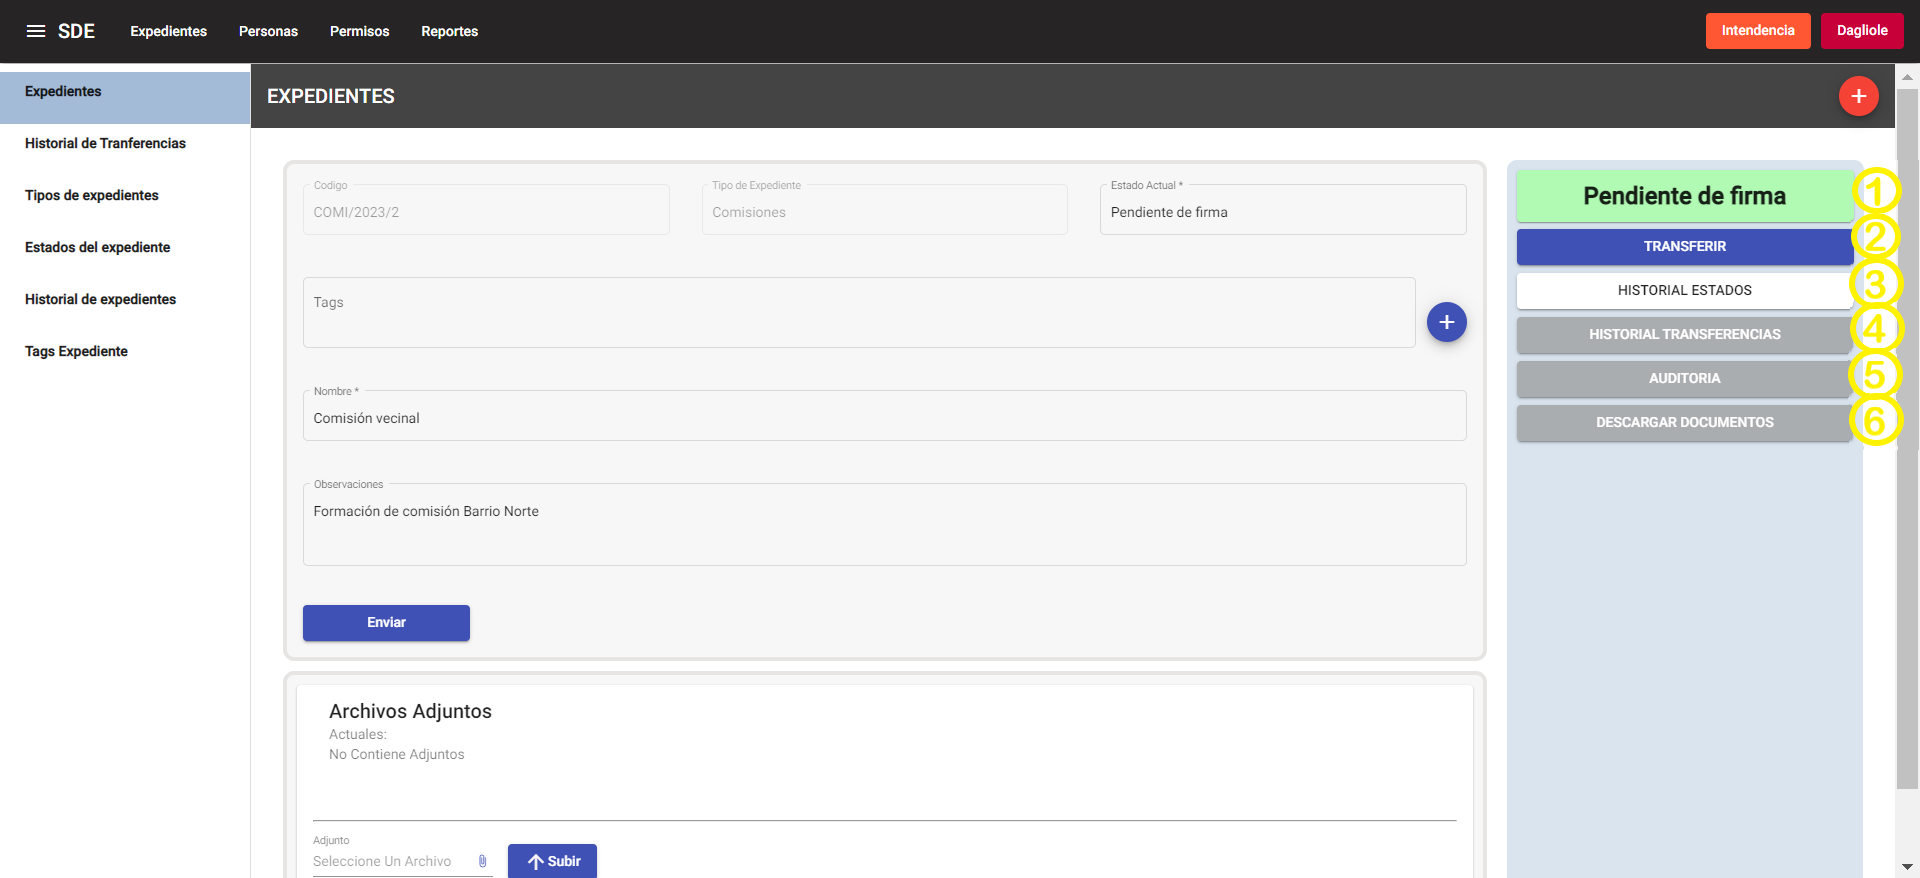 SDE
Expedientes
Personas
Permisos
Reportes
Intendencia
Dagliole
Expedientes
Historial de Tranferencias
Tipos de expedientes
Estados del expediente
Historial de expedientes
Tags Expediente
EXPEDIENTES
+
Codigo
COMI/2023/2
Tipo de Expediente
Comisiones
Estado Actual *
Pendiente de firma
Tags
+
Nombre *
Comisión vecinal
Observaciones
Formación de comisión Barrio Norte
Enviar
Archivos Adjuntos
Actuales:
No Contiene Adjuntos
Adjunto
Seleccione Un Archivo
Subir
Pendiente de firma
1
TRANSFERIR
2
HISTORIAL ESTADOS
3
HISTORIAL TRANSFERENCIAS
4
AUDITORIA
5
DESCARGAR DOCUMENTOS
6